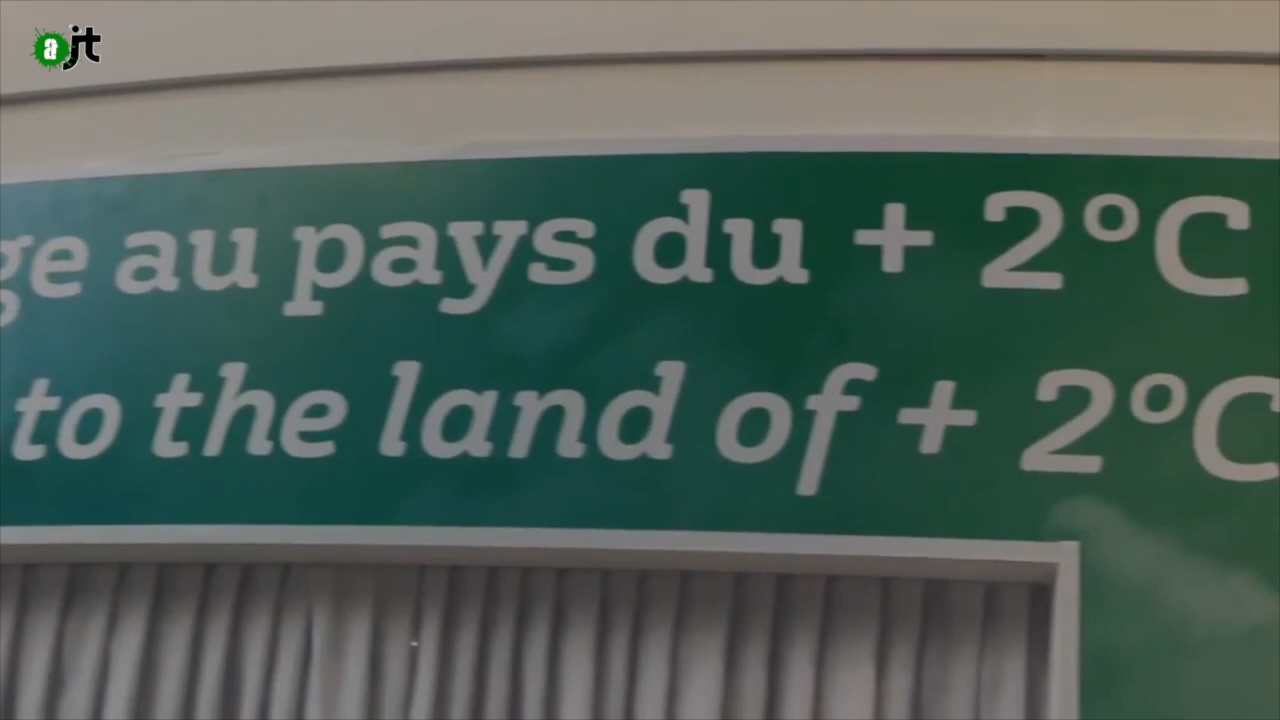 ajt
ge au pays du + 2°C
to the land of + 2°C